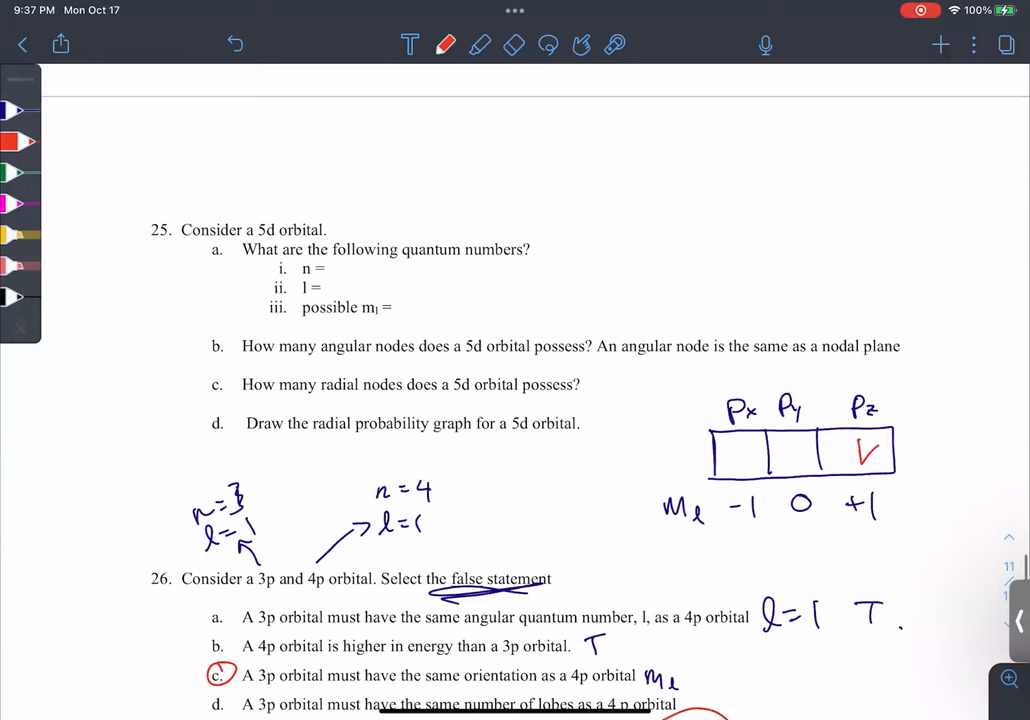 9:37 PM Mon Oct 17
100%
25. Consider a 5d orbital.
a. What are the following quantum numbers?
i. n =
ii. l =
iii. possible ml =
b. How many angular nodes does a 5d orbital possess? An angular node is the same as a nodal plane
c. How many radial nodes does a 5d orbital possess?
d. Draw the radial probability graph for a 5d orbital.
Px Py Pz
ml -1 0 +1
n=3
l=1
n=4
l=1
26. Consider a 3p and 4p orbital. Select the false statement
a. A 3p orbital must have the same angular quantum number, l, as a 4p orbital l=1 T
b. A 4p orbital is higher in energy than a 3p orbital. T
c. A 3p orbital must have the same orientation as a 4p orbital ml
d. A 3p orbital must have the same number of lobes as a 4 p orbital
11